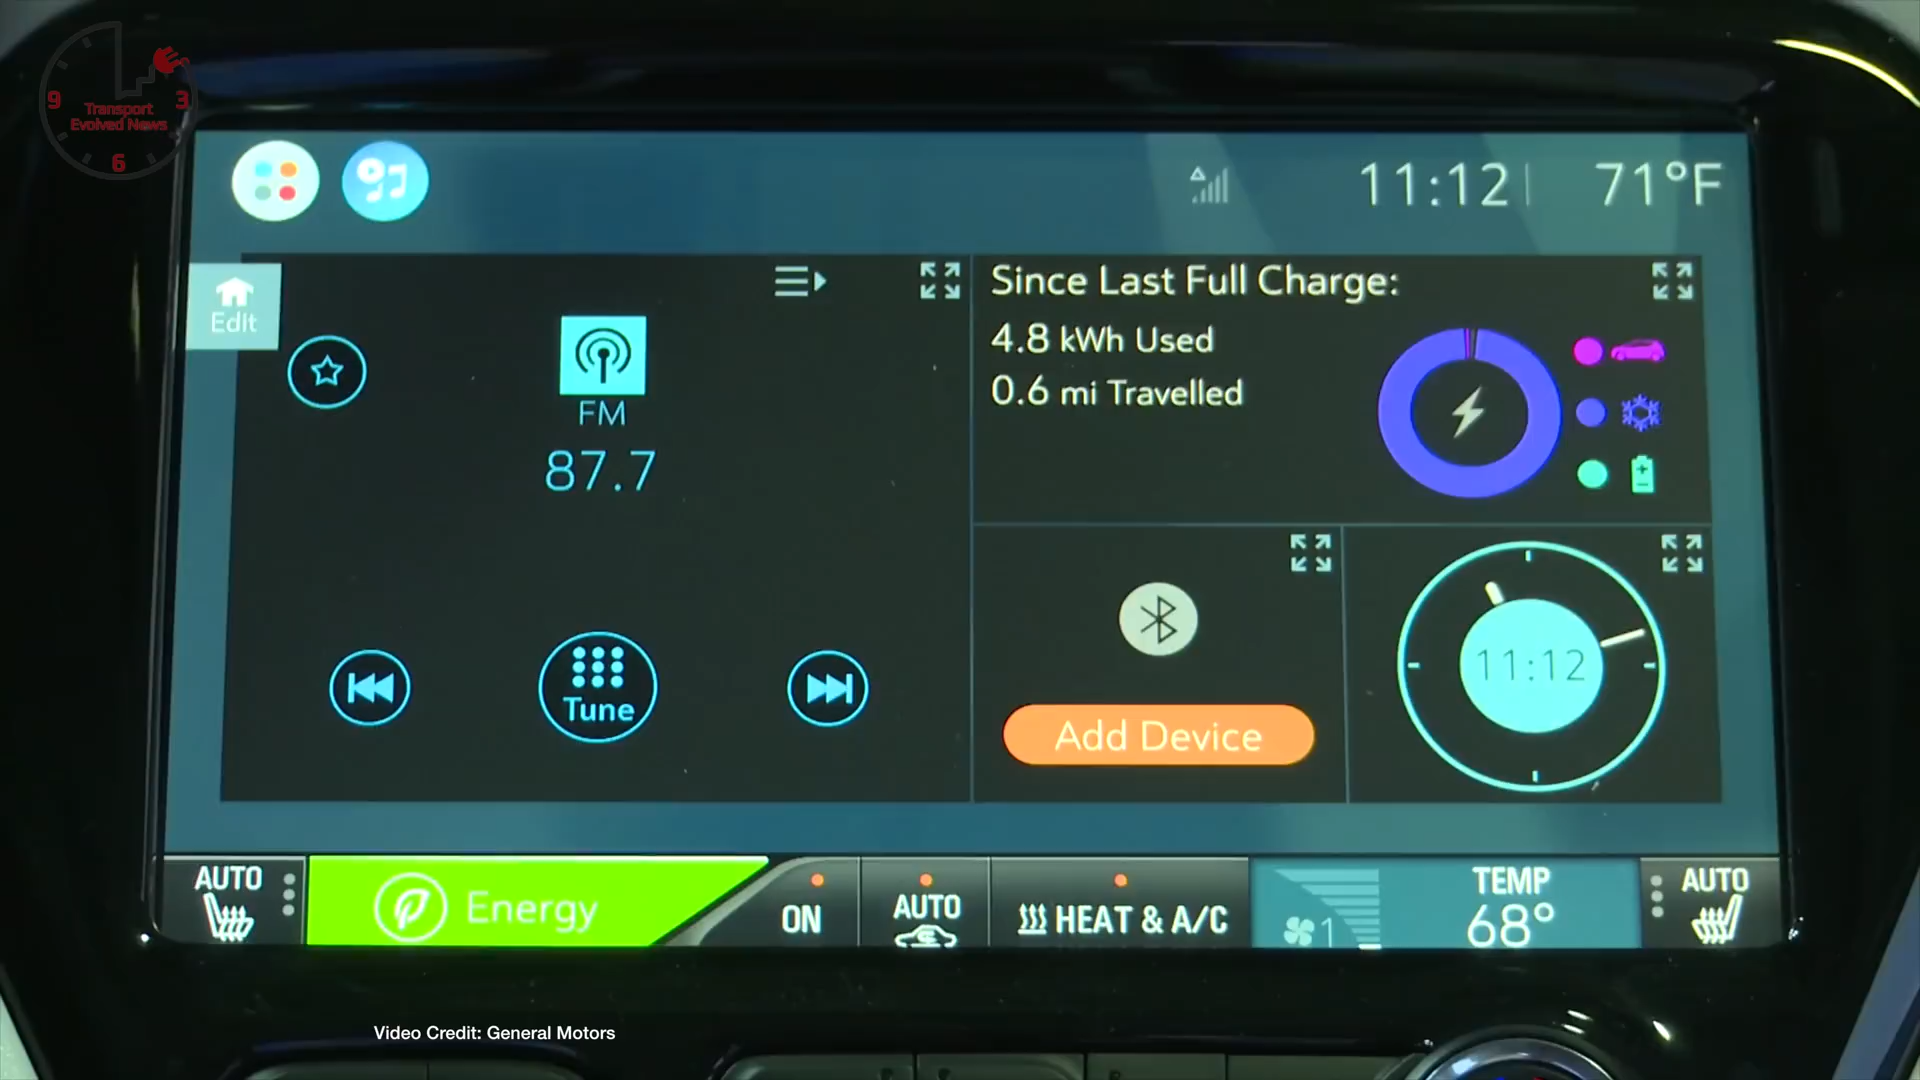 9
3
Transport
Evolved News
6
11:12
71°F
Edit
FM
87.7
Tune
Since Last Full Charge:
4.8 kWh Used
0.6 mi Travelled
Add Device
11:12
AUTO
Energy
ON
AUTO
HEAT & A/C
1
TEMP
68°
AUTO
Video Credit: General Motors